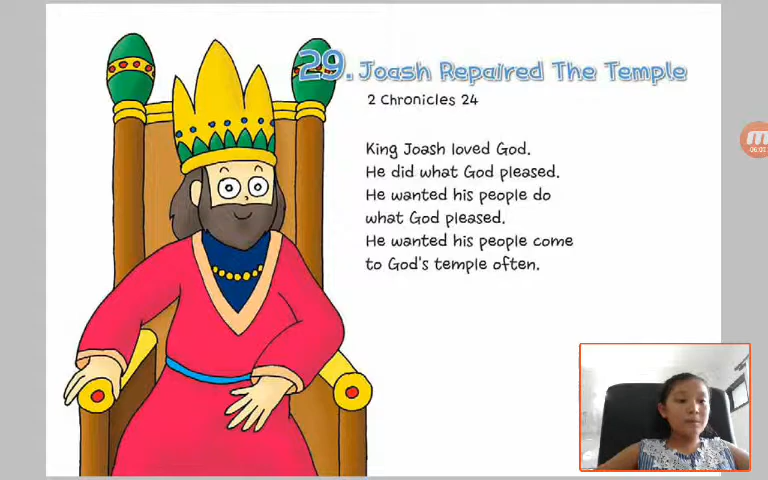 29. Joash Repaired The Temple
2 Chronicles 24
King Joash loved God.
He did what God pleased.
He wanted his people do
what God pleased.
He wanted his people come
to God's temple often.